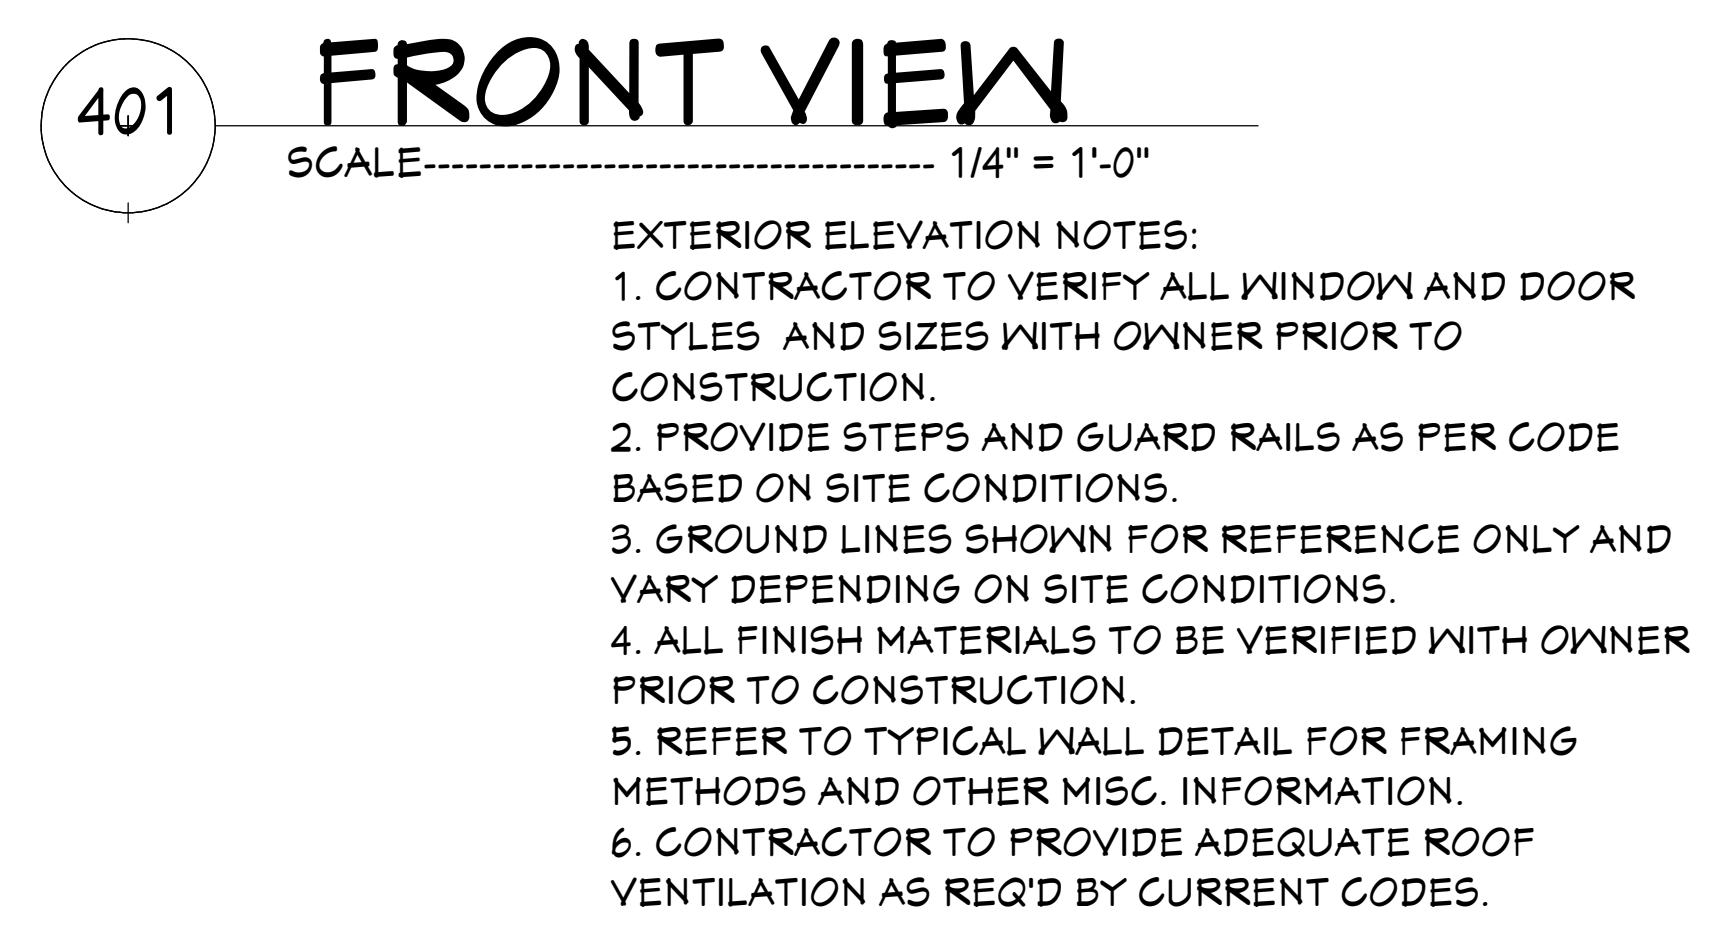 401
FRONT VIEW
SCALE------------------------------------- 1/4" = 1'-0"
EXTERIOR ELEVATION NOTES:
1. CONTRACTOR TO VERIFY ALL WINDOW AND DOOR
STYLES  AND SIZES WITH OWNER PRIOR TO
CONSTRUCTION.
2. PROVIDE STEPS AND GUARD RAILS AS PER CODE
BASED ON SITE CONDITIONS.
3. GROUND LINES SHOWN FOR REFERENCE ONLY AND
VARY DEPENDING ON SITE CONDITIONS.
4. ALL FINISH MATERIALS TO BE VERIFIED WITH OWNER
PRIOR TO CONSTRUCTION.
5. REFER TO TYPICAL WALL DETAIL FOR FRAMING
METHODS AND OTHER MISC. INFORMATION.
6. CONTRACTOR TO PROVIDE ADEQUATE ROOF
VENTILATION AS REQ'D BY CURRENT CODES.